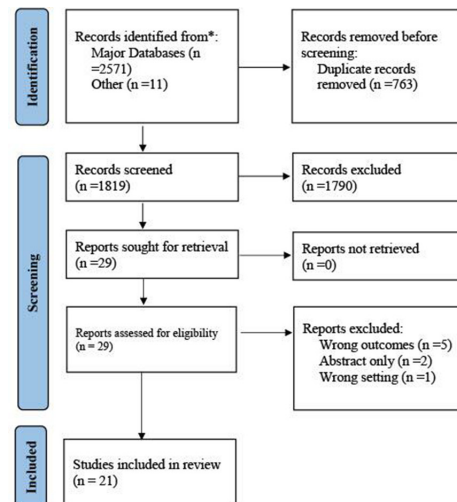 Identification
Records identified from*:
Major Databases (n
=2571)
Other (n =11)
Records removed before
screening:
Duplicate records
removed (n =763)
Screening
Records screened
(n =1819)
Records excluded
(n =1790)
Reports sought for retrieval
(n =29)
Reports not retrieved
(n =0)
Reports assessed for eligibility
(n = 29)
Reports excluded:
Wrong outcomes (n =5)
Abstract only (n =2)
Wrong setting (n =1)
Included
Studies included in review
(n = 21)